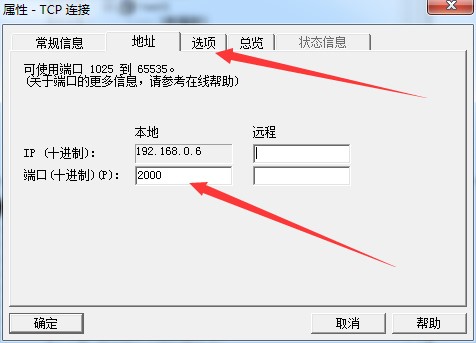 属性 - TCP 连接
常规信息 地址 选项 总览 状态信息
可使用端口 1025 到 65535。
(关于端口的更多信息，请参考在线帮助)
本地 远程
IP (十进制): 192.168.0.6
端口(十进制)(P): 2000
确定 取消 帮助